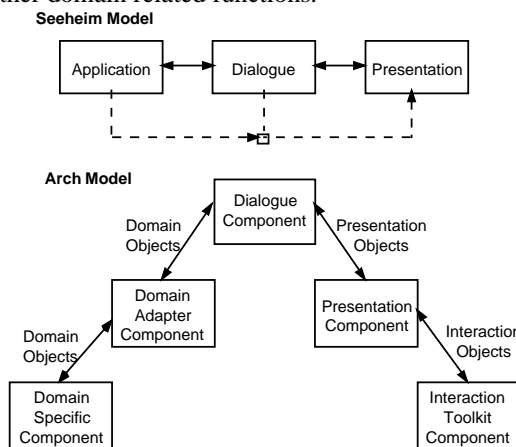 ther domain related functions.
Seeheim Model
Application Dialogue Presentation
Arch Model
Dialogue
Component
Domain
Objects
Presentation
Objects
Domain
Adapter
Component
Presentation
Component
Domain
Objects
Interaction
Objects
Domain
Specific
Component
Interaction
Toolkit
Component